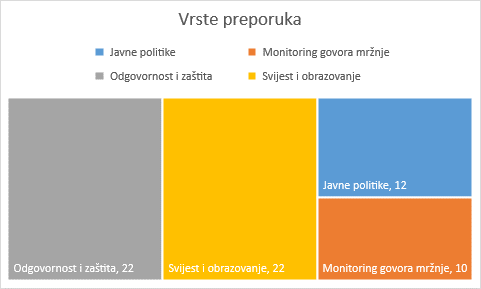 Vrste preporuka
Javne politike
Monitoring govora mržnje
Odgovornost i zaštita
Svijest i obrazovanje
Odgovornost i zaštita, 22
Svijest i obrazovanje, 22
Javne politike, 12
Monitoring govora mržnje, 10